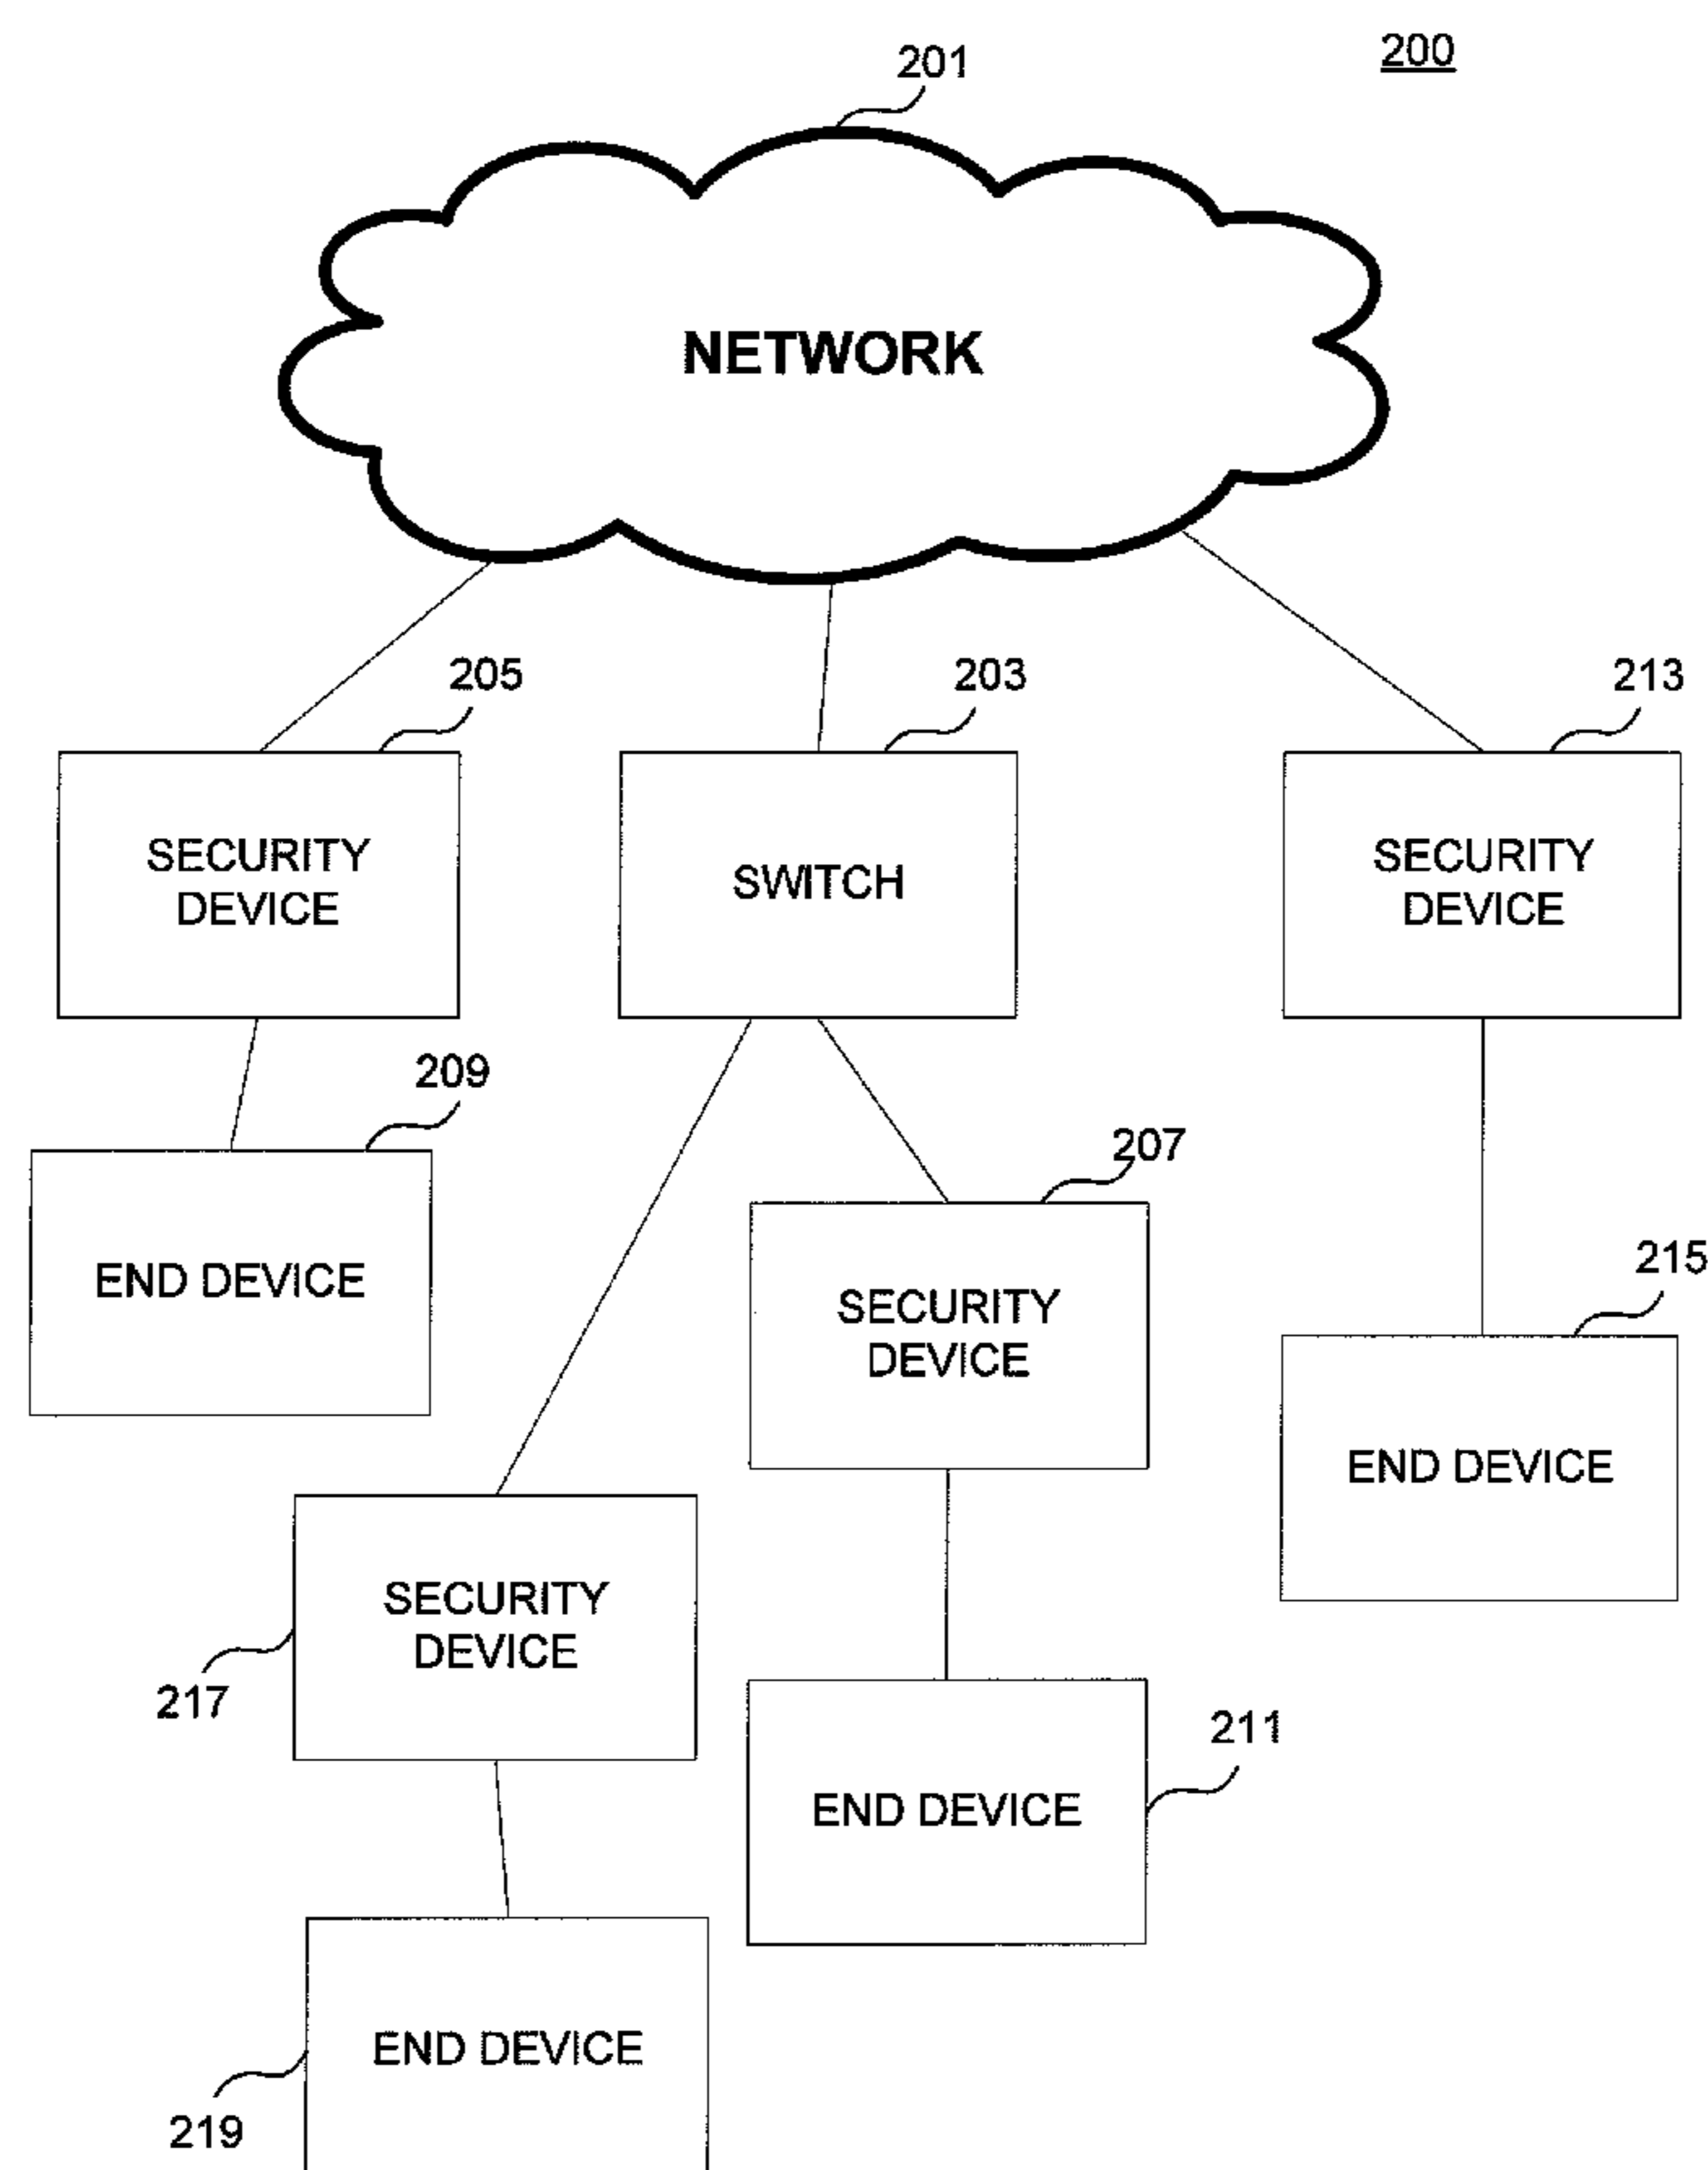 200
201
NETWORK
205
203
213
SECURITY
DEVICE
SWITCH
SECURITY
DEVICE
209
207
END DEVICE
SECURITY
DEVICE
215
END DEVICE
SECURITY
DEVICE
217
211
END DEVICE
END DEVICE
219